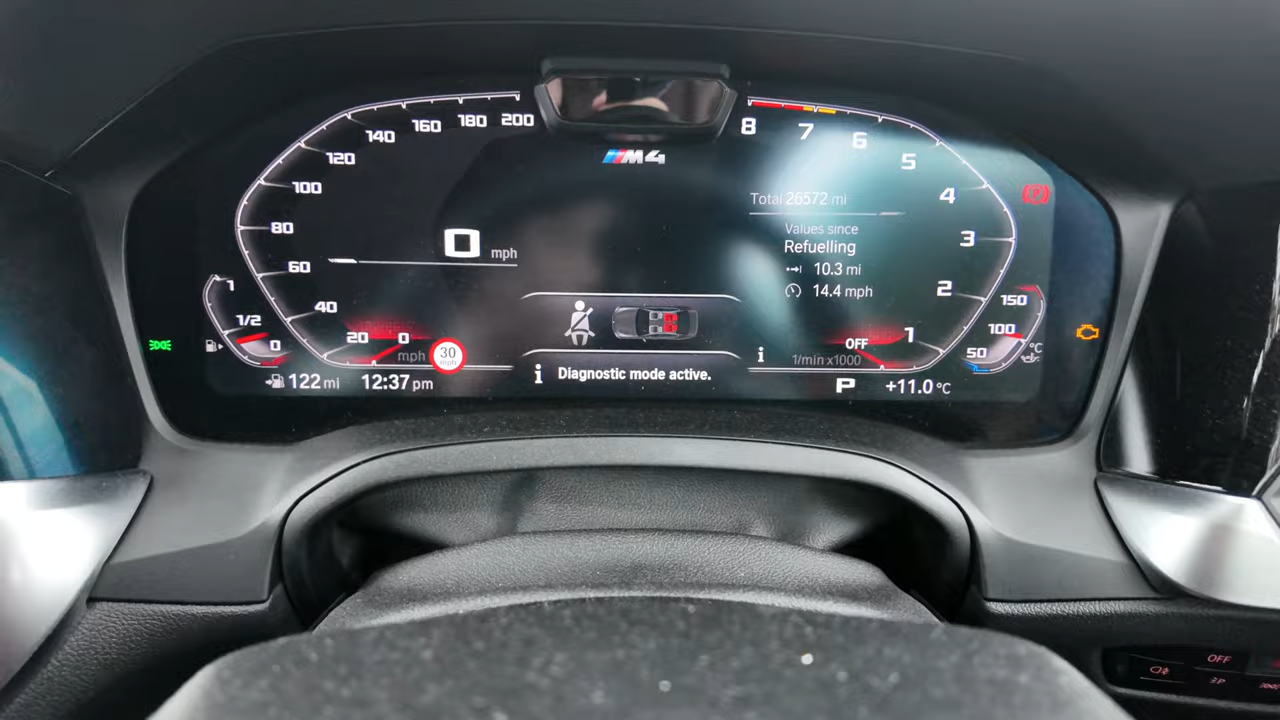 200
180
160
140
120
100
80
60
40
20
0
mph
M4
8
7
6
5
4
3
2
1
OFF
1/min x1000
0 mph
Total 26572 mi
Values since
Refuelling
10.3 mi
14.4 mph
1
1/2
0
150
100
50
°C
30
mph
122 mi
12:37 pm
Diagnostic mode active.
P
+11.0 °C
OFF